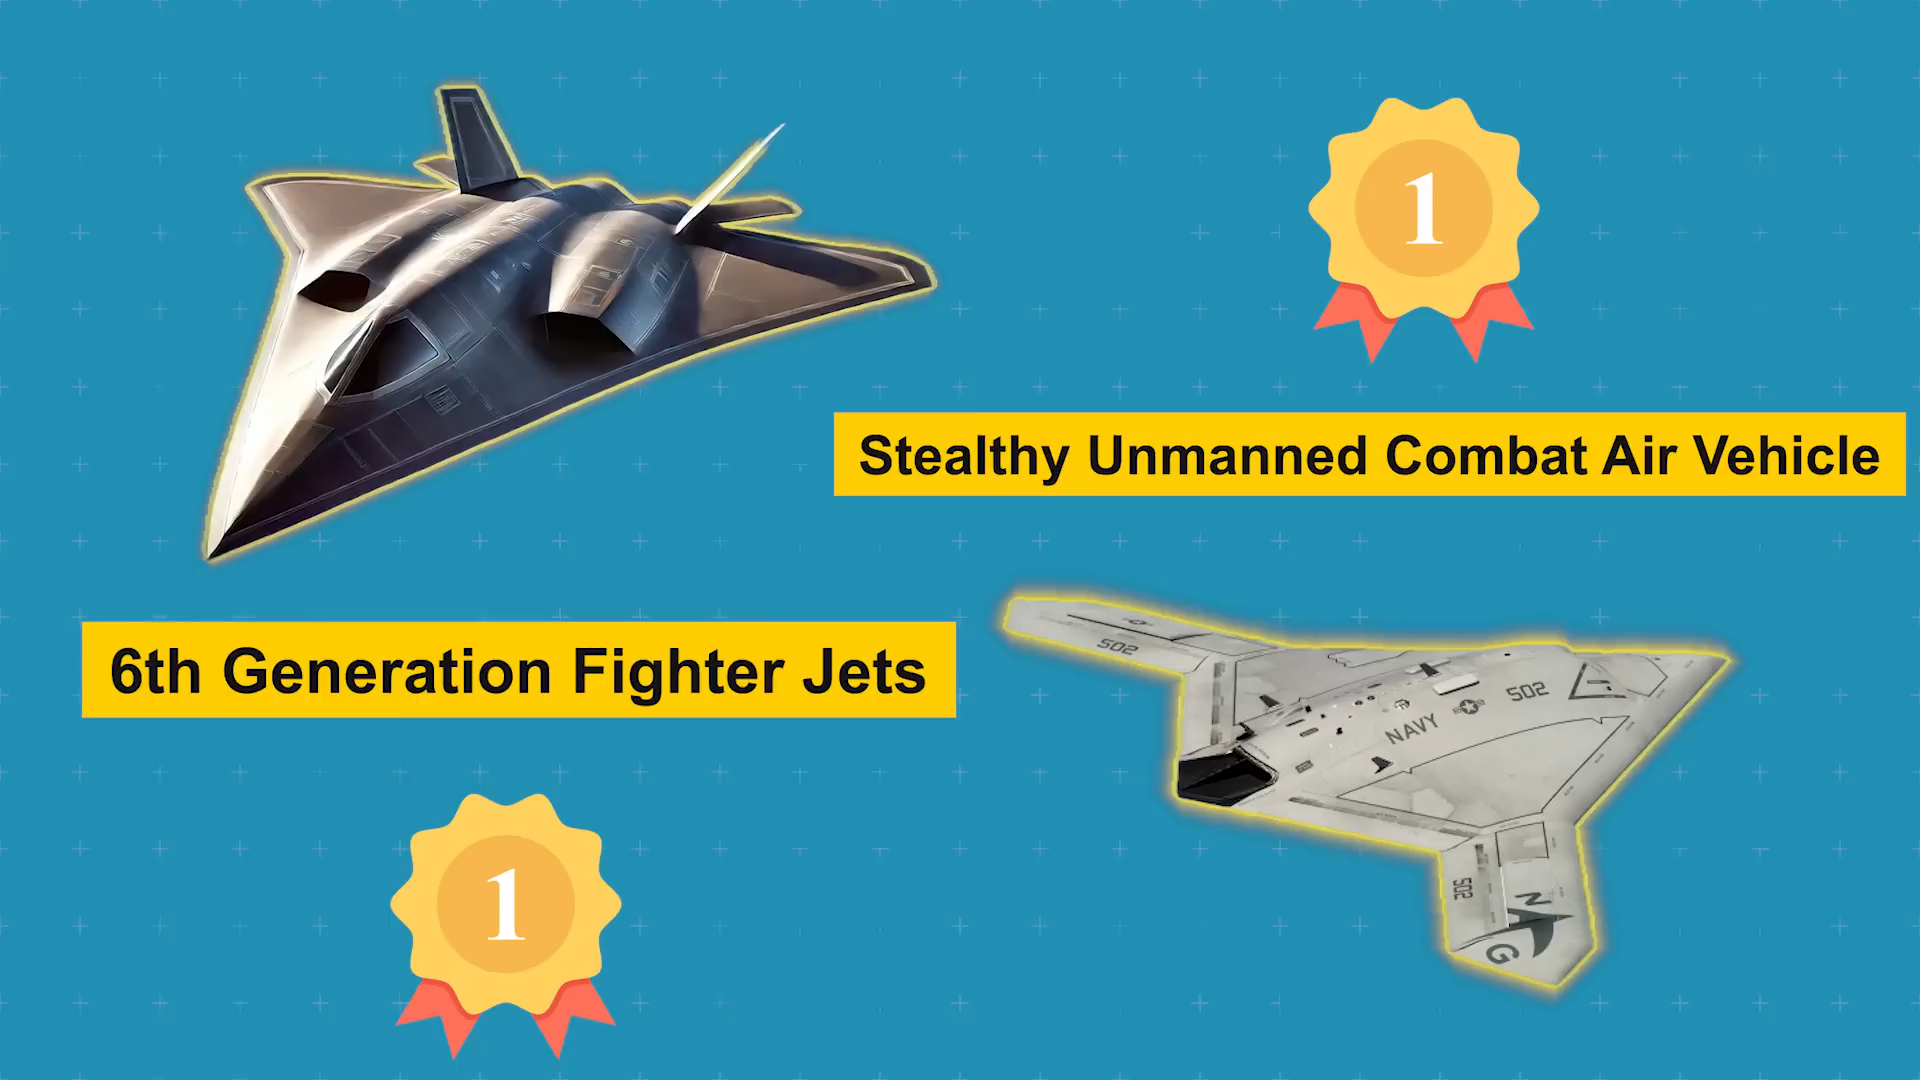 1
Stealthy Unmanned Combat Air Vehicle
6th Generation Fighter Jets
502
502
NAVY
502
N
G
1